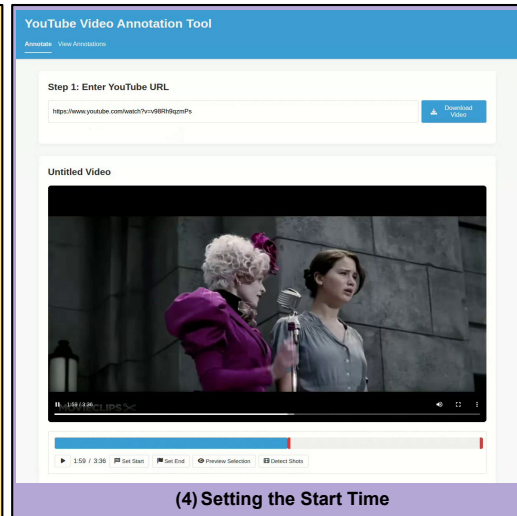 YouTube Video Annotation Tool
Annotate View Annotations
Step 1: Enter YouTube URL
https://www.youtube.com/watch?v=v98Rh9qzmPs
Download
Video
Untitled Video
1:59 / 3:36
MOVIECLIPS
1:59 / 3:36 Set Start Set End Preview Selection Detect Shots
(4) Setting the Start Time